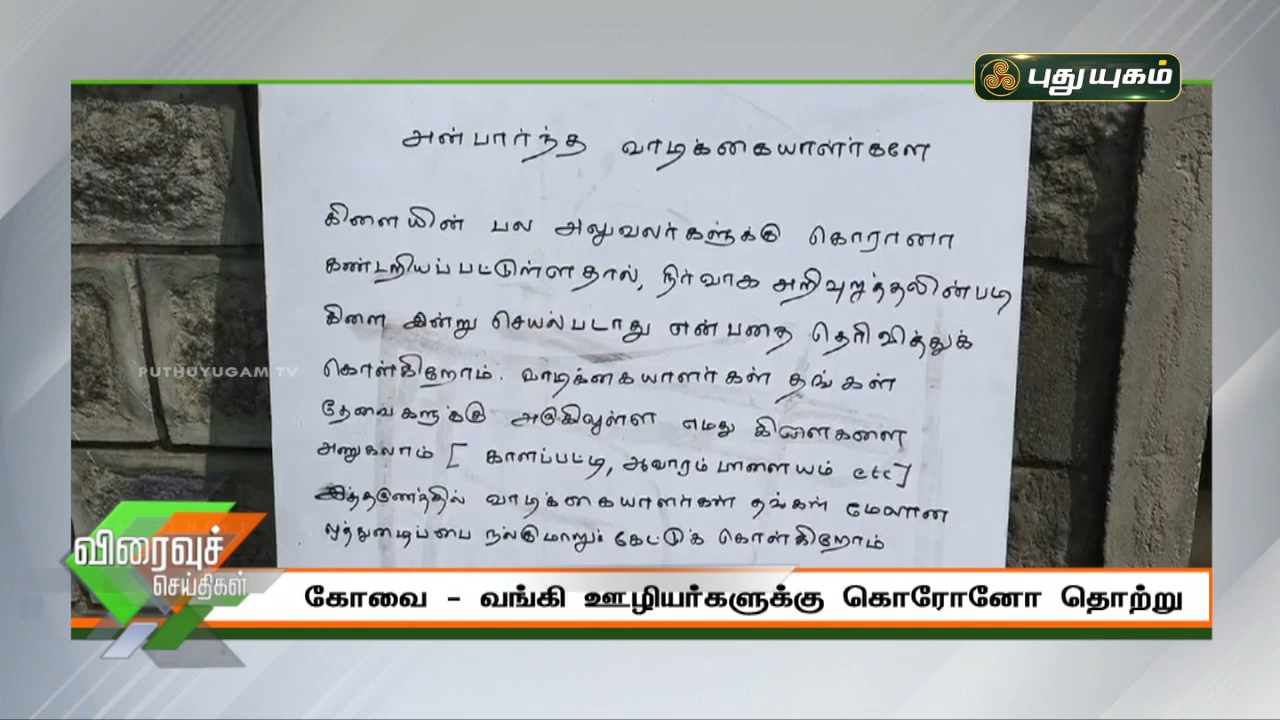 புதுயுகம்
அன்பார்ந்த வாடிக்கையாளர்களே
கிளையின் பல அலுவலர்களுக்கு கொரானா
கண்டறியப்பட்டுள்ளதால், நிர்வாக அறிவுறுத்தலின்படி
கிளை இன்று செயல்படாது என்பதை தெரிவித்துக்
கொள்கிறோம். வாடிக்கையாளர்கள் தங்கள்
தேவைகளுக்கு அருகிலுள்ள எமது கிளைகளை
அணுகலாம் [ காளப்பட்டி, ஆவாரம்பாளையம் etc]
இத்தருணத்தில் வாடிக்கையாளர்கள் தங்கள் மேலான
ஒத்துழைப்பை நல்குமாறு கேட்டுக் கொள்கிறோம்
PUTHUYUGAM TV
விரைவுச்
செய்திகள்
கோவை - வங்கி ஊழியர்களுக்கு கொரோனோ தொற்று